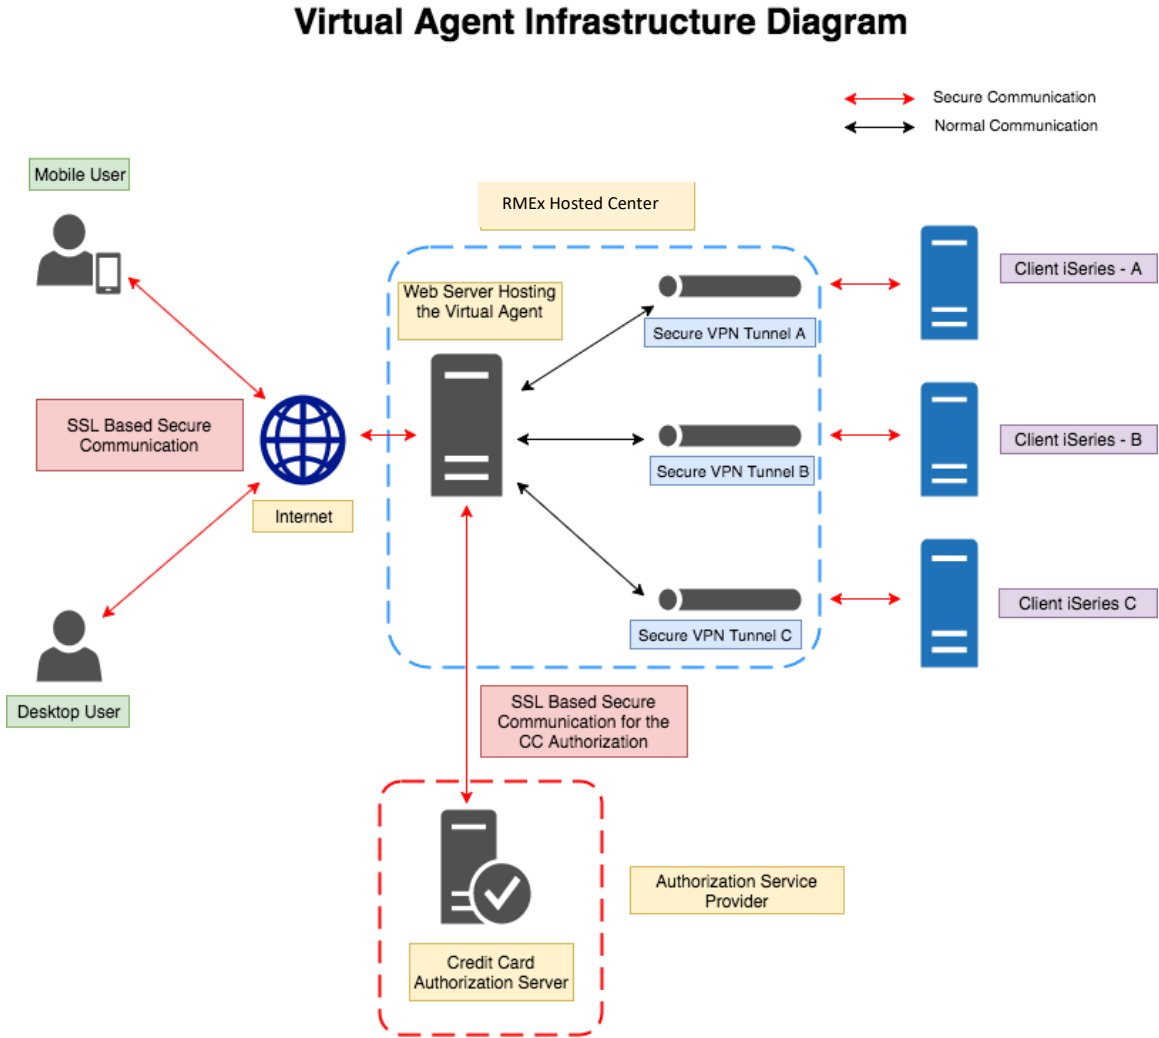 Virtual Agent Infrastructure Diagram
Secure Communication
Normal Communication
Mobile User
RMEx Hosted Center
Client iSeries - A
Web Server Hosting
the Virtual Agent
Secure VPN Tunnel A
SSL Based Secure
Communication
Client iSeries - B
Secure VPN Tunnel B
Internet
Client iSeries C
Secure VPN Tunnel C
Desktop User
SSL Based Secure
Communication for the
CC Authorization
Authorization Service
Provider
Credit Card
Authorization Server